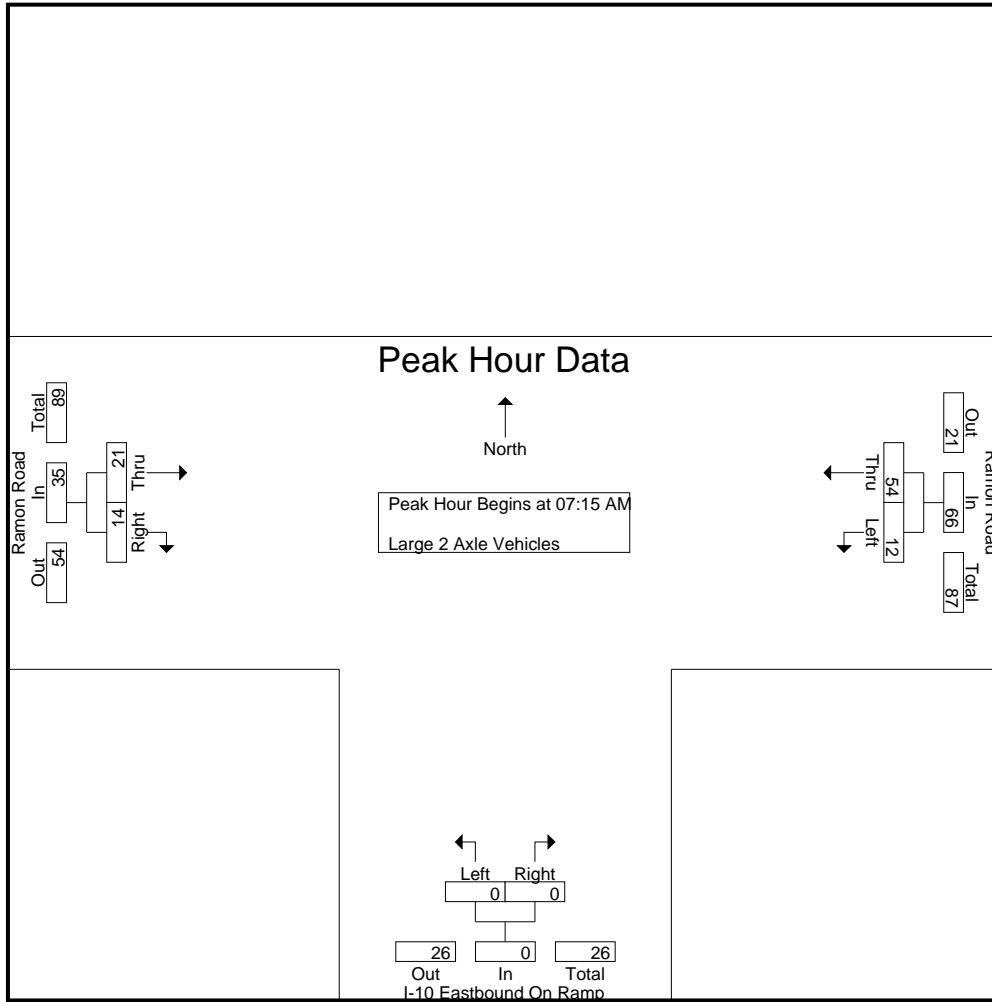 Peak Hour Data
North
Peak Hour Begins at 07:15 AM
Large 2 Axle Vehicles
Ramon Road
Total
89
In
35
Out
54
21
Thru
14
Right
Ramon Road
Out
21
In
66
Total
87
Thru
54
Left
12
Left Right
0 0
26 0 26
Out In Total
I-10 Eastbound On Ramp